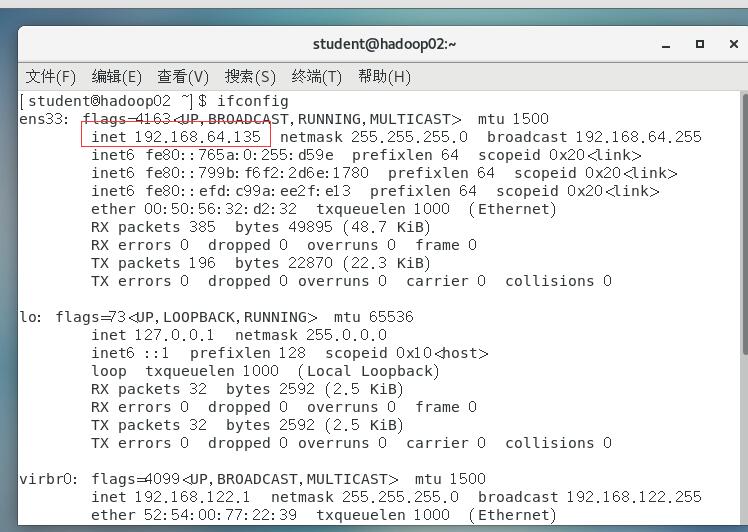 student@hadoop02:~
文件(F) 编辑(E) 查看(V) 搜索(S) 终端(T) 帮助(H)
[student@hadoop02 ~]$ ifconfig
ens33: flags=4163<UP,BROADCAST,RUNNING,MULTICAST>  mtu 1500
        inet 192.168.64.135  netmask 255.255.255.0  broadcast 192.168.64.255
        inet6 fe80::765a:0:255:d59e  prefixlen 64  scopeid 0x20<link>
        inet6 fe80::799b:f6f2:2d6e:1780  prefixlen 64  scopeid 0x20<link>
        inet6 fe80::efd:c99a:ee2f:e13  prefixlen 64  scopeid 0x20<link>
        ether 00:50:56:32:d2:32  txqueuelen 1000  (Ethernet)
        RX packets 385  bytes 49895 (48.7 KiB)
        RX errors 0  dropped 0  overruns 0  frame 0
        TX packets 196  bytes 22870 (22.3 KiB)
        TX errors 0  dropped 0 overruns 0  carrier 0  collisions 0
lo: flags=73<UP,LOOPBACK,RUNNING>  mtu 65536
        inet 127.0.0.1  netmask 255.0.0.0
        inet6 ::1  prefixlen 128  scopeid 0x10<host>
        loop  txqueuelen 1000  (Local Loopback)
        RX packets 32  bytes 2592 (2.5 KiB)
        RX errors 0  dropped 0  overruns 0  frame 0
        TX packets 32  bytes 2592 (2.5 KiB)
        TX errors 0  dropped 0 overruns 0  carrier 0  collisions 0
virbr0: flags=4099<UP,BROADCAST,MULTICAST>  mtu 1500
        inet 192.168.122.1  netmask 255.255.255.0  broadcast 192.168.122.255
        ether 52:54:00:77:22:39  txqueuelen 1000  (Ethernet)